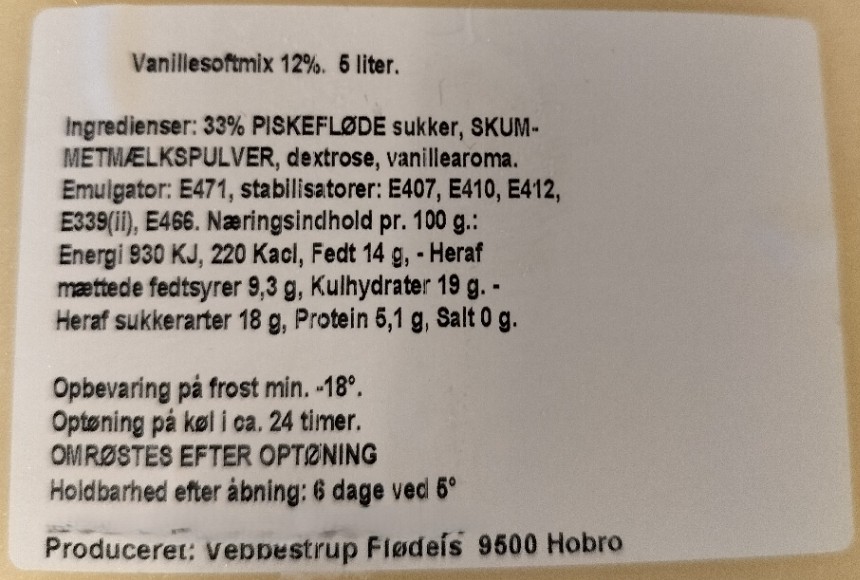 Vanillesoftmix 12%. 5 liter.
Ingredienser: 33% PISKEFLØDE sukker, SKUM-
METMÆLKSPULVER, dextrose, vanillearoma.
Emulgator: E471, stabilisatorer: E407, E410, E412,
E339(ii), E466. Næringsindhold pr. 100 g.:
Energi 930 KJ, 220 Kacl, Fedt 14 g, - Heraf
mættede fedtsyrer 9,3 g, Kulhydrater 19 g. -
Heraf sukkerarter 18 g, Protein 5,1 g, Salt 0 g.
Opbevaring på frost min. -18°.
Optøning på køl i ca. 24 timer.
OMRØSTES EFTER OPTØNING
Holdbarhed efter åbning: 6 dage ved 5°
Produceret: Vebbestrup Flødeis 9500 Hobro